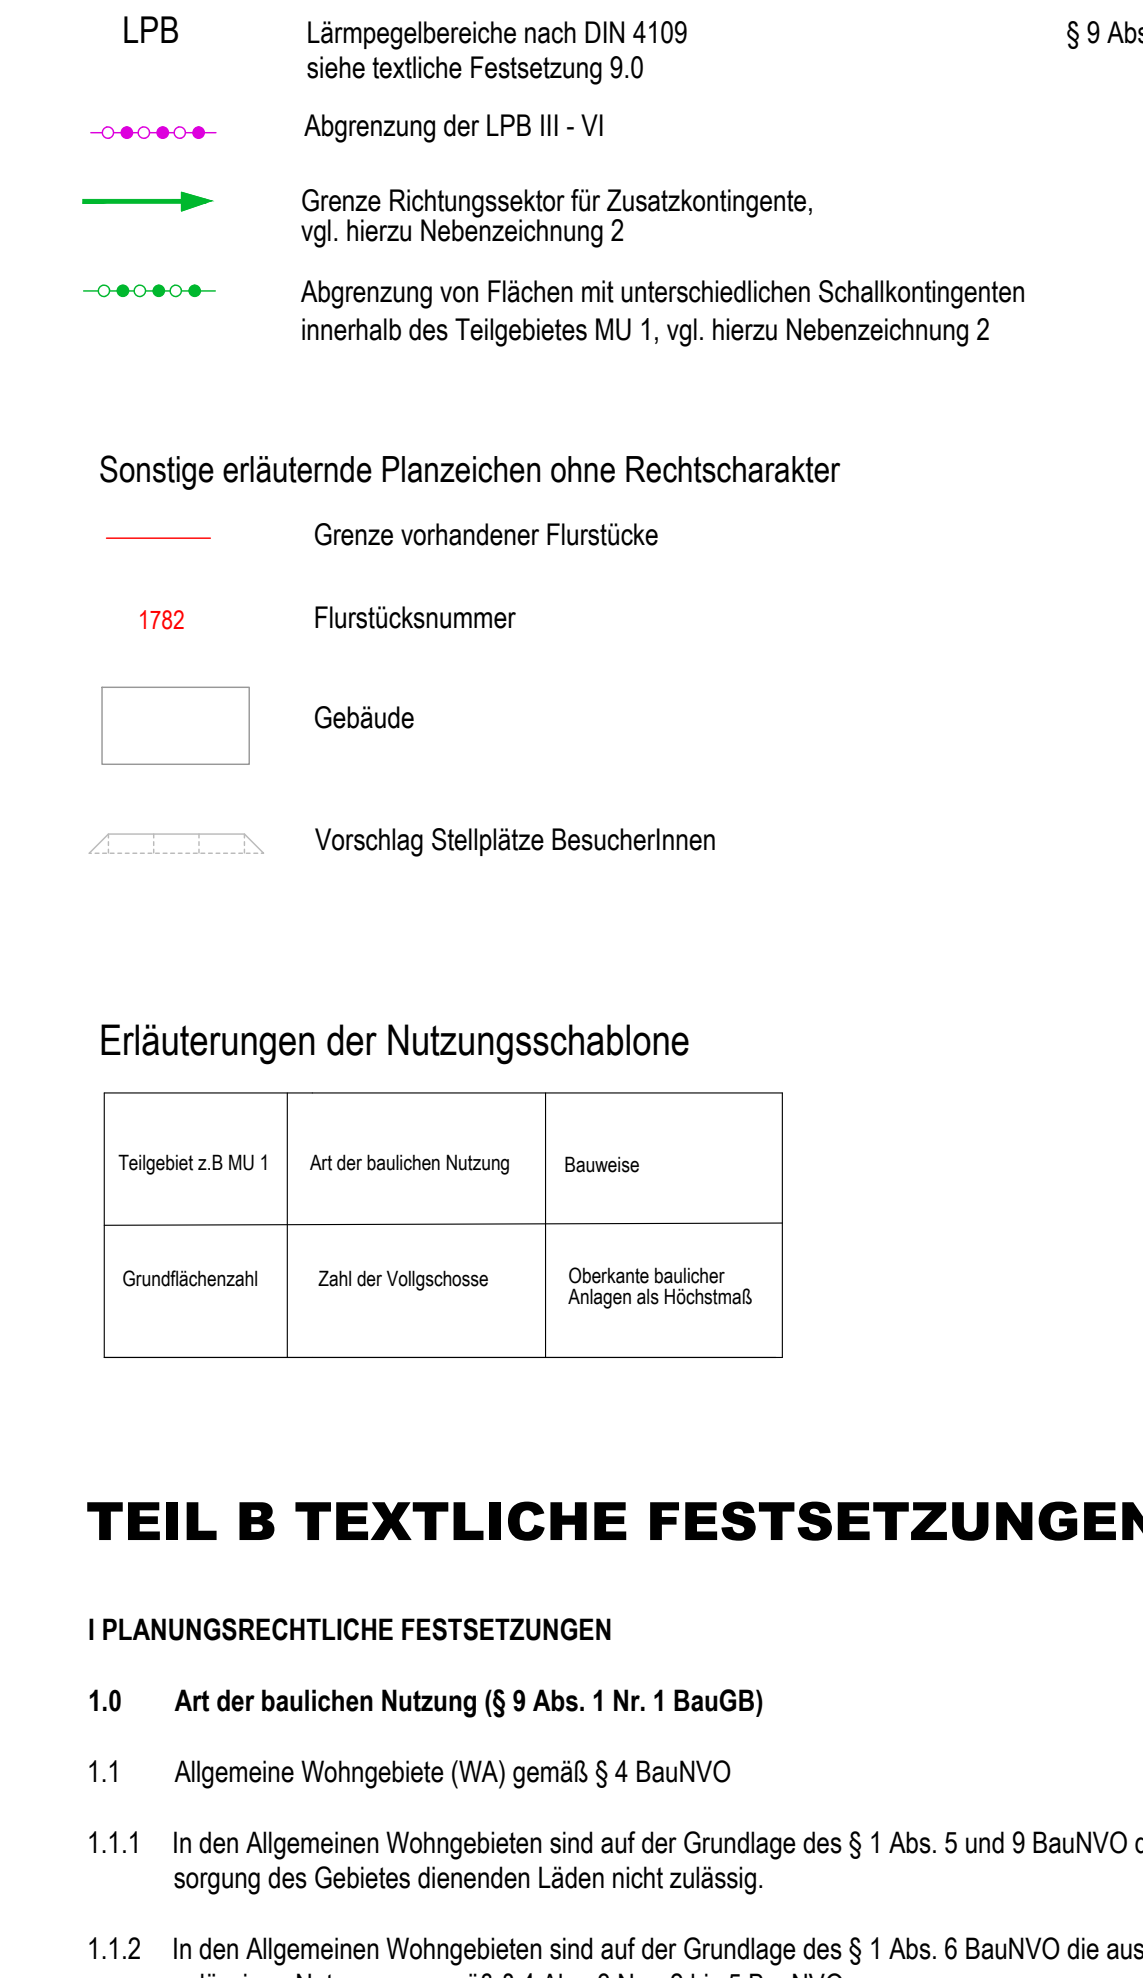 LPB Lärmpegelbereiche nach DIN 4109 § 9 Abs
siehe textliche Festsetzung 9.0
Abgrenzung der LPB III - VI
Grenze Richtungssektor für Zusatzkontingente,
vgl. hierzu Nebenzeichnung 2
Abgrenzung von Flächen mit unterschiedlichen Schallkontingenten
innerhalb des Teilgebietes MU 1, vgl. hierzu Nebenzeichnung 2
Sonstige erläuternde Planzeichen ohne Rechtscharakter
Grenze vorhandener Flurstücke
1782 Flurstücksnummer
Gebäude
Vorschlag Stellplätze BesucherInnen
Erläuterungen der Nutzungsschablone
Teilgebiet z.B MU 1 Art der baulichen Nutzung Bauweise
Grundflächenzahl Zahl der Vollgschosse Oberkante baulicher
Anlagen als Höchstmaß
TEIL B TEXTLICHE FESTSETZUNGEN
I PLANUNGSRECHTLICHE FESTSETZUNGEN
1.0 Art der baulichen Nutzung (§ 9 Abs. 1 Nr. 1 BauGB)
1.1 Allgemeine Wohngebiete (WA) gemäß § 4 BauNVO
1.1.1 In den Allgemeinen Wohngebieten sind auf der Grundlage des § 1 Abs. 5 und 9 BauNVO
sorgung des Gebietes dienenden Läden nicht zulässig.
1.1.2 In den Allgemeinen Wohngebieten sind auf der Grundlage des § 1 Abs. 6 BauNVO die aus